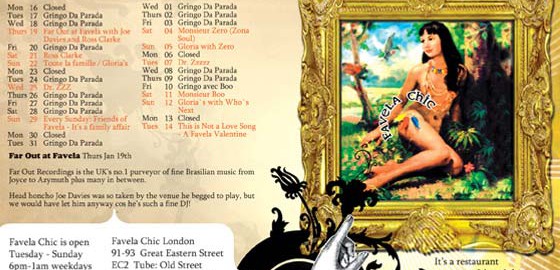 Mon 16 Closed
Tues 17 Gringo Da Parada
Wed 18 Gringo Da Parada
Thurs 19 Far Out at Favela with Joe
Davies and Ross Clarke
Fri 20 Gringo Da Parada
Sat 21 Ross Clarke
Sun 22 Toute la famille / Gloria's
Mon 23 Closed
Tues 24 Gringo Da Parada
Wed 25 Dr. ZZZ
Thurs 26 Gringo Da Parada
Fri 27 Gringo Da Parada
Sat 28 Gringo Da Parada
Sun 29 Every Sunday: Friends of
Favela - It's a family affair
Mon 30 Closed
Tues 31 Gringo Da Parada
Wed 01 Gringo Da Parada
Thurs 02 Gringo Da Parada
Fri 03 Gringo Da Parada
Sat 04 Monsieur Zero (Zona
Soul)
Sun 05 Gloria with Zero
Mon 06 Closed
Tues 07 Dr. Zzzzz
Wed 08 Gringo Da Parada
Thurs 09 Gringo Da Parada
Fri 10 Gringo avec Boo
Sat 11 Monsieur Boo
Sun 12 Gloria's with Who's
Next
Mon 13 Closed
Tues 14 This is Not a Love Song
- A Favela Valentine
Far Out at Favela Thurs Jan 19th
Far Out Recordings is the UK's no.1 purveyor of fine Brasilian music from
Joyce to Azymuth plus many in between.
Head honcho Joe Davies was so taken by the venue he begged to play, but
we would have let him anyway cos he's such a fine DJ!
Favela Chic is open
Tuesday - Sunday
6pm-1am weekdays
Favela Chic London
91-93 Great Eastern Street
EC2 Tube: Old Street
FAVELA CHIC
It's a restaurant